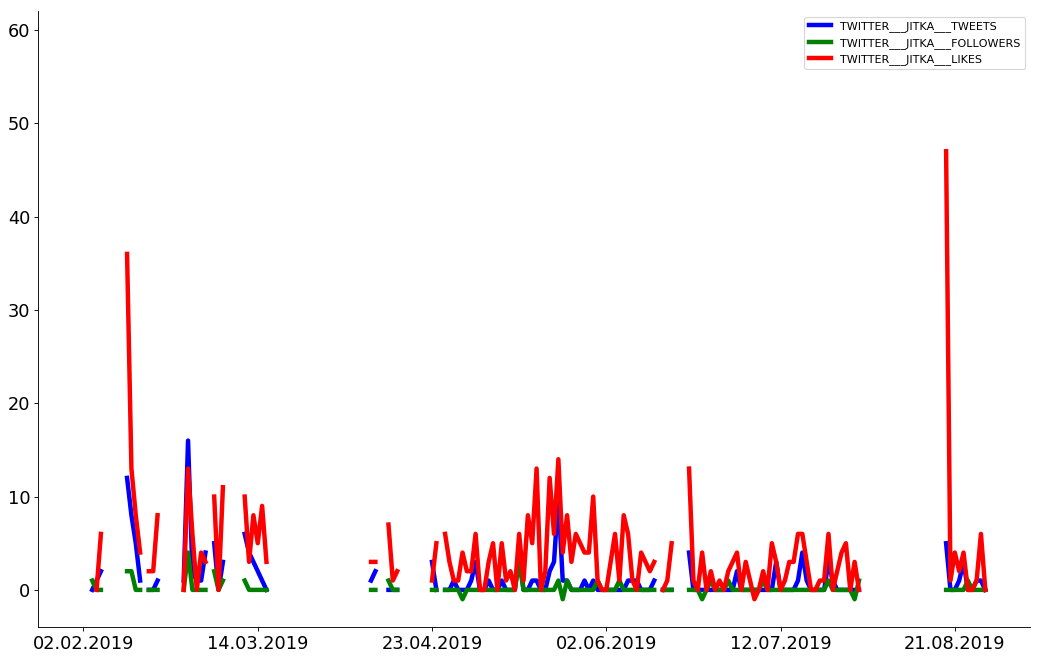 60
50
40
30
20
10
0
TWITTER___JITKA___TWEETS
TWITTER___JITKA___FOLLOWERS
TWITTER___JITKA___LIKES
02.02.2019 14.03.2019 23.04.2019 02.06.2019 12.07.2019 21.08.2019